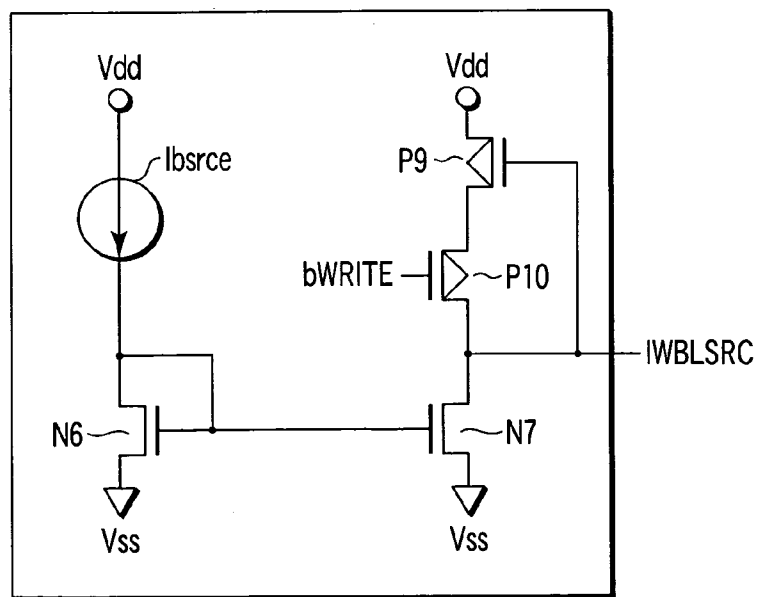 Vdd
Vdd
Ibsrce
P9
bWRITE
P10
IWBLSRC
N6
N7
Vss
Vss